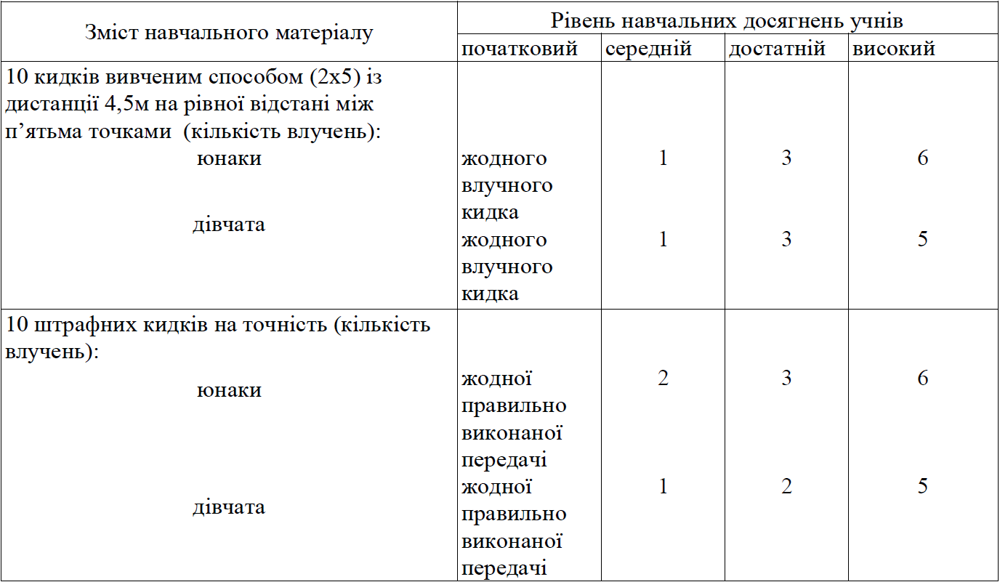 Зміст навчального матеріалу
Рівень навчальних досягнень учнів
початковий середній достатній високий
10 кидків вивченим способом (2х5) із
дистанції 4,5м на рівної відстані між
п’ятьма точками (кількість влучень):
юнаки жодного 1 3 6
влучного
кидка
дівчата
жодного 1 3 5
влучного
кидка
10 штрафних кидків на точність (кількість
влучень):
юнаки
жодної 2 3 6
правильно
виконаної
передачі
дівчата
жодної 1 2 5
правильно
виконаної
передачі